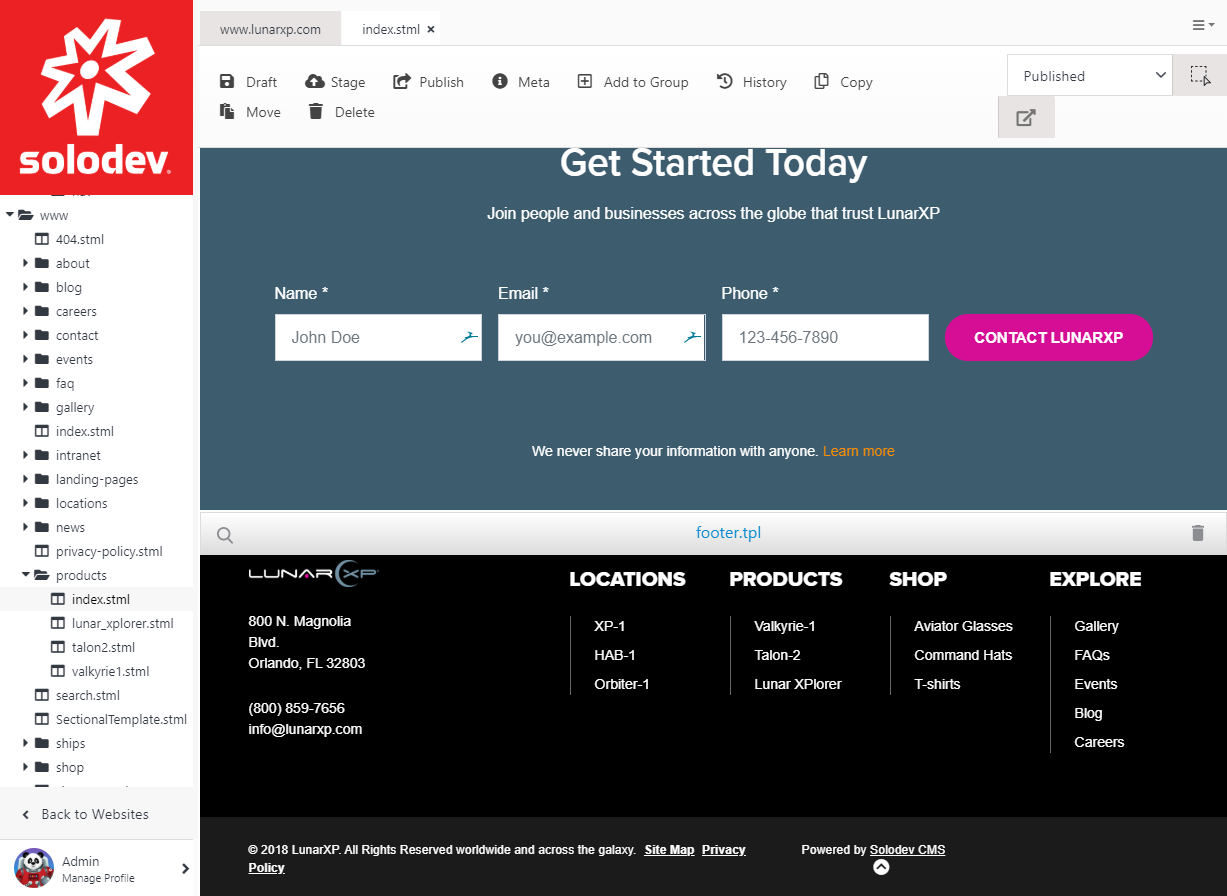 solodev
www
404.stml
about
blog
careers
contact
events
faq
gallery
index.stml
intranet
landing-pages
locations
news
privacy-policy.stml
products
index.stml
lunar_xplorer.stml
talon2.stml
valkyrie1.stml
search.stml
SectionalTemplate.stml
ships
shop
Back to Websites
Admin
Manage Profile
www.lunarxp.com
index.stml ×
Draft
Stage
Publish
Meta
Add to Group
History
Copy
Move
Delete
Published
Get Started Today
Join people and businesses across the globe that trust LunarXP
Name *
Email *
Phone *
John Doe
you@example.com
123-456-7890
CONTACT LUNARXP
We never share your information with anyone. Learn more
footer.tpl
LUNARXP
800 N. Magnolia
Blvd.
Orlando, FL 32803
(800) 859-7656
info@lunarxp.com
LOCATIONS
XP-1
HAB-1
Orbiter-1
PRODUCTS
Valkyrie-1
Talon-2
Lunar XPlorer
SHOP
Aviator Glasses
Command Hats
T-shirts
EXPLORE
Gallery
FAQs
Events
Blog
Careers
© 2018 LunarXP. All Rights Reserved worldwide and across the galaxy. Site Map Privacy
Policy
Powered by Solodev CMS